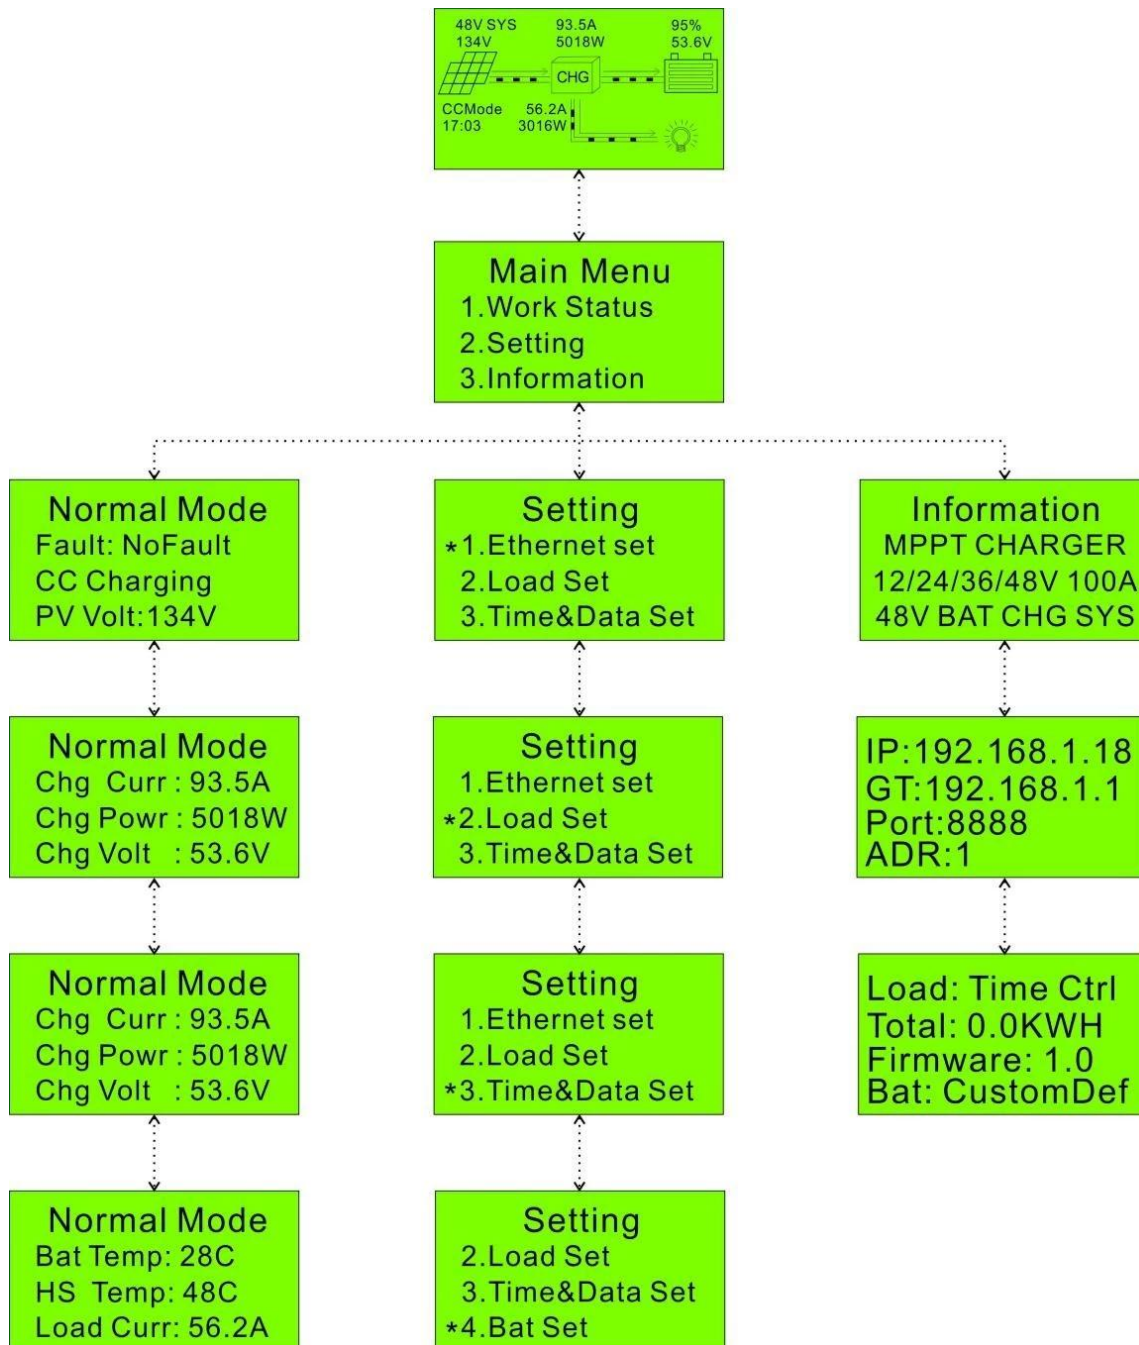 48V SYS 93.5A 95%
134V 5018W 53.6V
CHG
CCMode 56.2A
17:03 3016W
Main Menu
1.Work Status
2.Setting
3.Information
Normal Mode
Fault: NoFault
CC Charging
PV Volt:134V
Normal Mode
Chg Curr : 93.5A
Chg Powr : 5018W
Chg Volt : 53.6V
Normal Mode
Chg Curr : 93.5A
Chg Powr : 5018W
Chg Volt : 53.6V
Normal Mode
Bat Temp: 28C
HS Temp: 48C
Load Curr: 56.2A
Setting
*1.Ethernet set
2.Load Set
3.Time&Data Set
Setting
1.Ethernet set
*2.Load Set
3.Time&Data Set
Setting
1.Ethernet set
2.Load Set
*3.Time&Data Set
Setting
2.Load Set
3.Time&Data Set
*4.Bat Set
Information
MPPT CHARGER
12/24/36/48V 100A
48V BAT CHG SYS
IP:192.168.1.18
GT:192.168.1.1
Port:8888
ADR:1
Load: Time Ctrl
Total: 0.0KWH
Firmware: 1.0
Bat: CustomDef